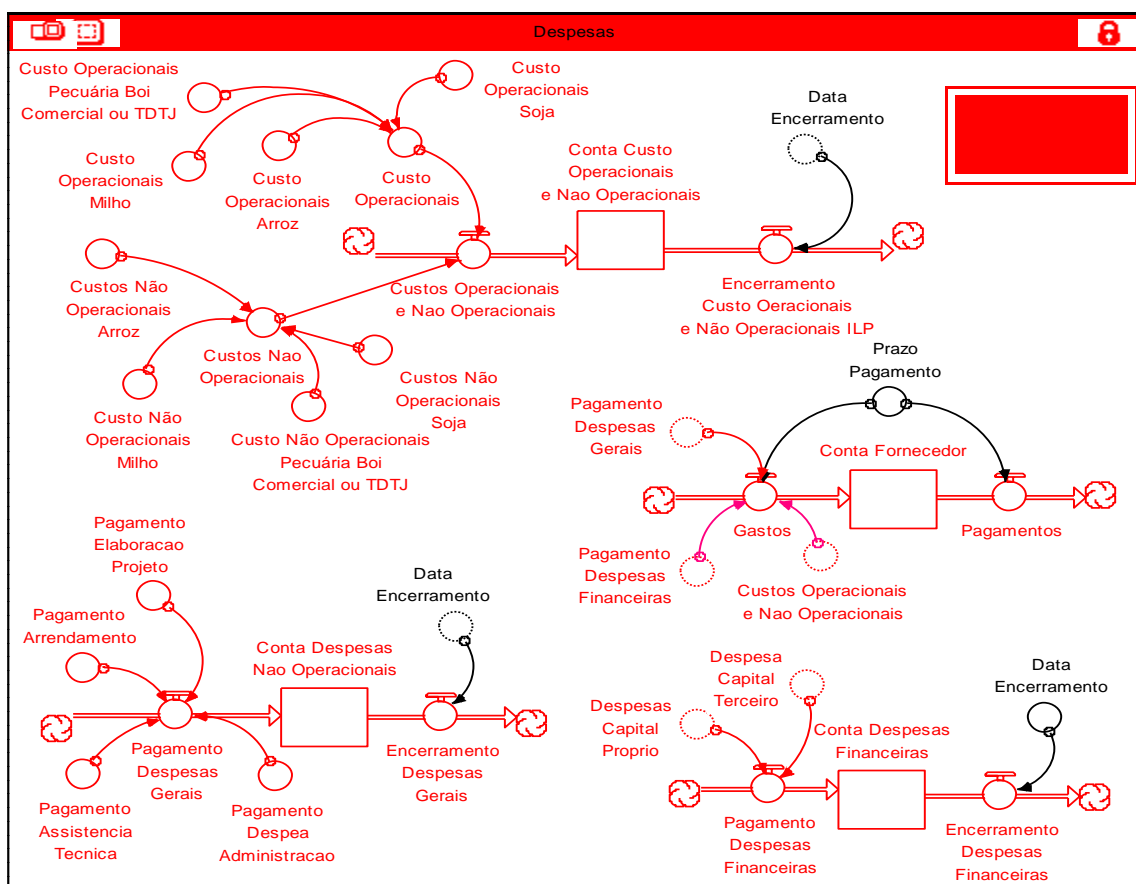 Despesas
Custo Operacionais
Pecuária Boi
Comercial ou TDTJ
Custo
Operacionais
Soja
Data
Encerramento
Custo
Operacionais
Milho
Custo
Operacionais
Arroz
Custo
Operacionais
Conta Custo
Operacionais
e Nao Operacionais
Custos Não
Operacionais
Arroz
Custos Operacionais
e Nao Operacionais
Encerramento
Custo Oeracionais
e Não Operacionais ILP
Custos Nao
Operacionais
Custos Não
Operacionais
Soja
Custo Não
Operacionais
Milho
Custo Não Operacionais
Pecuária Boi
Comercial ou TDTJ
Prazo
Pagamento
Pagamento
Despesas
Gerais
Conta Fornecedor
Gastos
Pagamentos
Pagamento
Despesas
Financeiras
Custos Operacionais
e Nao Operacionais
Pagamento
Elaboracao
Projeto
Data
Encerramento
Pagamento
Arrendamento
Conta Despesas
Nao Operacionais
Pagamento
Despesas
Gerais
Encerramento
Despesas
Gerais
Pagamento
Assistencia
Tecnica
Pagamento
Despea
Administracao
Despesa
Capital
Terceiro
Data
Encerramento
Despesas
Capital
Proprio
Conta Despesas
Financeiras
Pagamento
Despesas
Financeiras
Encerramento
Despesas
Financeiras